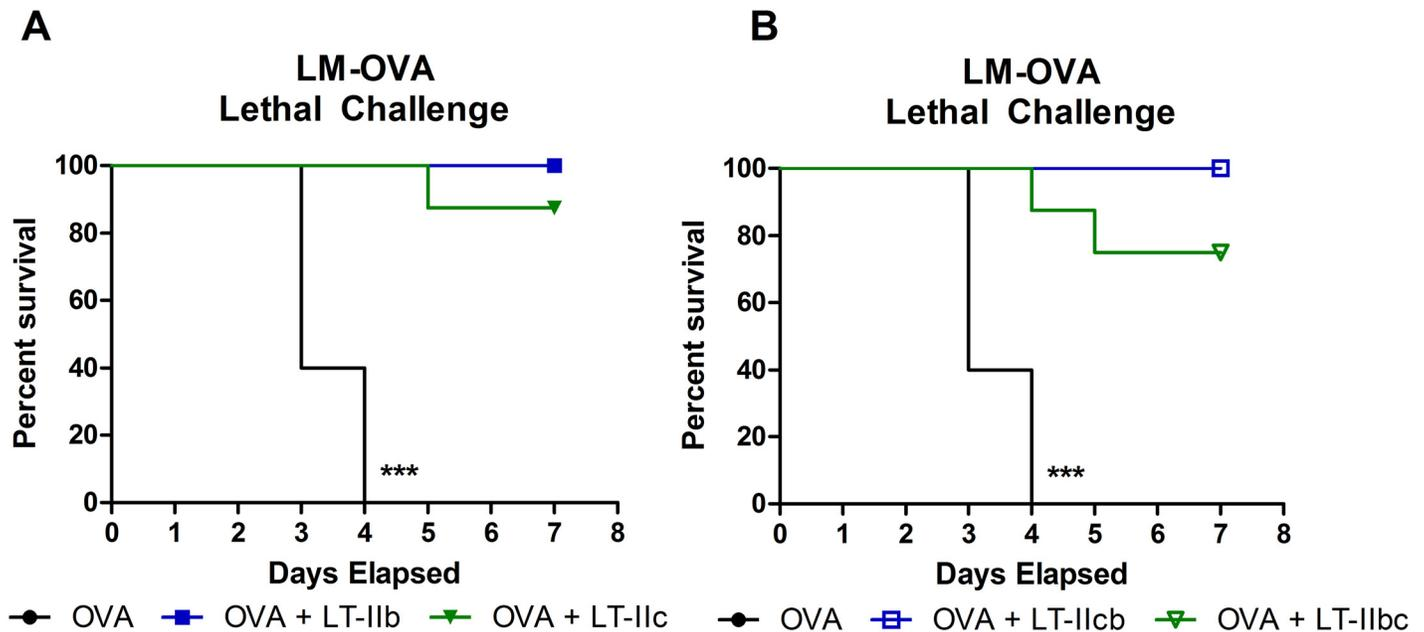 A
LM-OVA
Lethal Challenge
100
80
60
40
20
0
Percent survival
***
0 1 2 3 4 5 6 7 8
Days Elapsed
OVA OVA + LT-IIb OVA + LT-IIc
B
LM-OVA
Lethal Challenge
100
80
60
40
20
0
Percent survival
***
0 1 2 3 4 5 6 7 8
Days Elapsed
OVA OVA + LT-IIcb OVA + LT-IIbc